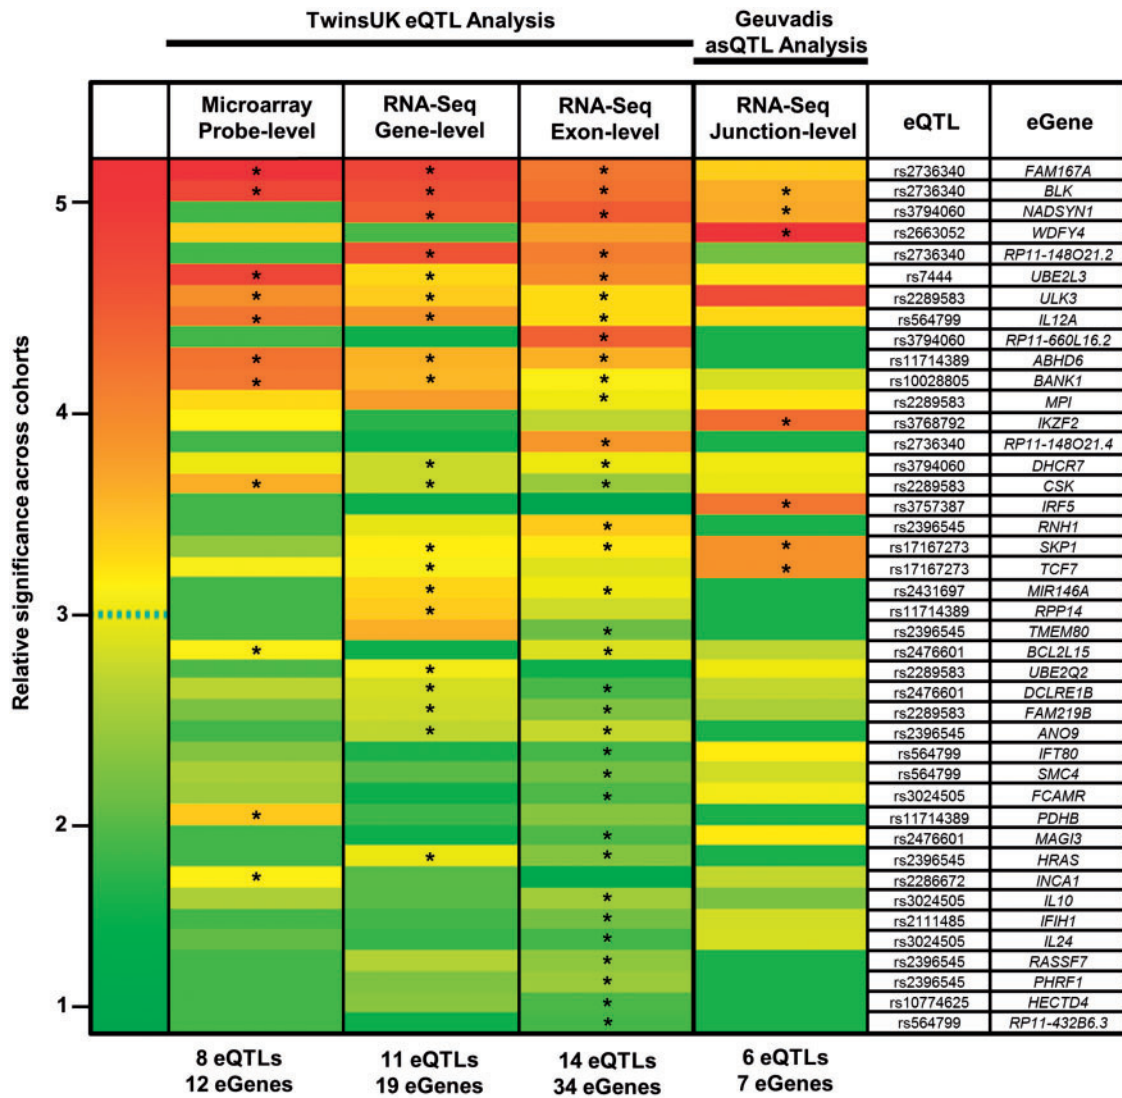 TwinsUK eQTL Analysis
Geuvadis
asQTL Analysis
Microarray
Probe-level
RNA-Seq
Gene-level
RNA-Seq
Exon-level
RNA-Seq
Junction-level
eQTL
eGene
Relative significance across cohorts
5
4
3
2
1
* * * rs2736340 FAM167A
* * * * rs2736340 BLK
* * * rs3794060 NADSYN1
* rs2663052 WDFY4
* * rs2736340 RP11-148O21.2
* * * rs7444 UBE2L3
* * * rs2289583 ULK3
* * * rs564799 IL12A
* rs3794060 RP11-660L16.2
* * * rs11714389 ABHD6
* * * rs10028805 BANK1
* rs2289583 MPI
* rs3768792 IKZF2
* rs2736340 RP11-148O21.4
* * rs3794060 DHCR7
* * * rs2289583 CSK
* rs3757387 IRF5
* rs2396545 RNH1
* * * rs17167273 SKP1
* * rs17167273 TCF7
* * rs2431697 MIR146A
* rs11714389 RPP14
* rs2396545 TMEM80
* * rs2476601 BCL2L15
* rs2289583 UBE2Q2
* * rs2476601 DCLRE1B
* * rs2289583 FAM219B
* * rs2396545 ANO9
* rs564799 IFT80
* rs564799 SMC4
* rs3024505 FCAMR
* rs11714389 PDHB
* rs2476601 MAGI3
* * rs2396545 HRAS
* rs2286672 INCA1
* rs3024505 IL10
* rs2111485 IFIH1
* rs3024505 IL24
* rs2396545 RASSF7
* rs2396545 PHRF1
* rs10774625 HECTD4
* rs564799 RP11-432B6.3
8 eQTLs
12 eGenes
11 eQTLs
19 eGenes
14 eQTLs
34 eGenes
6 eQTLs
7 eGenes